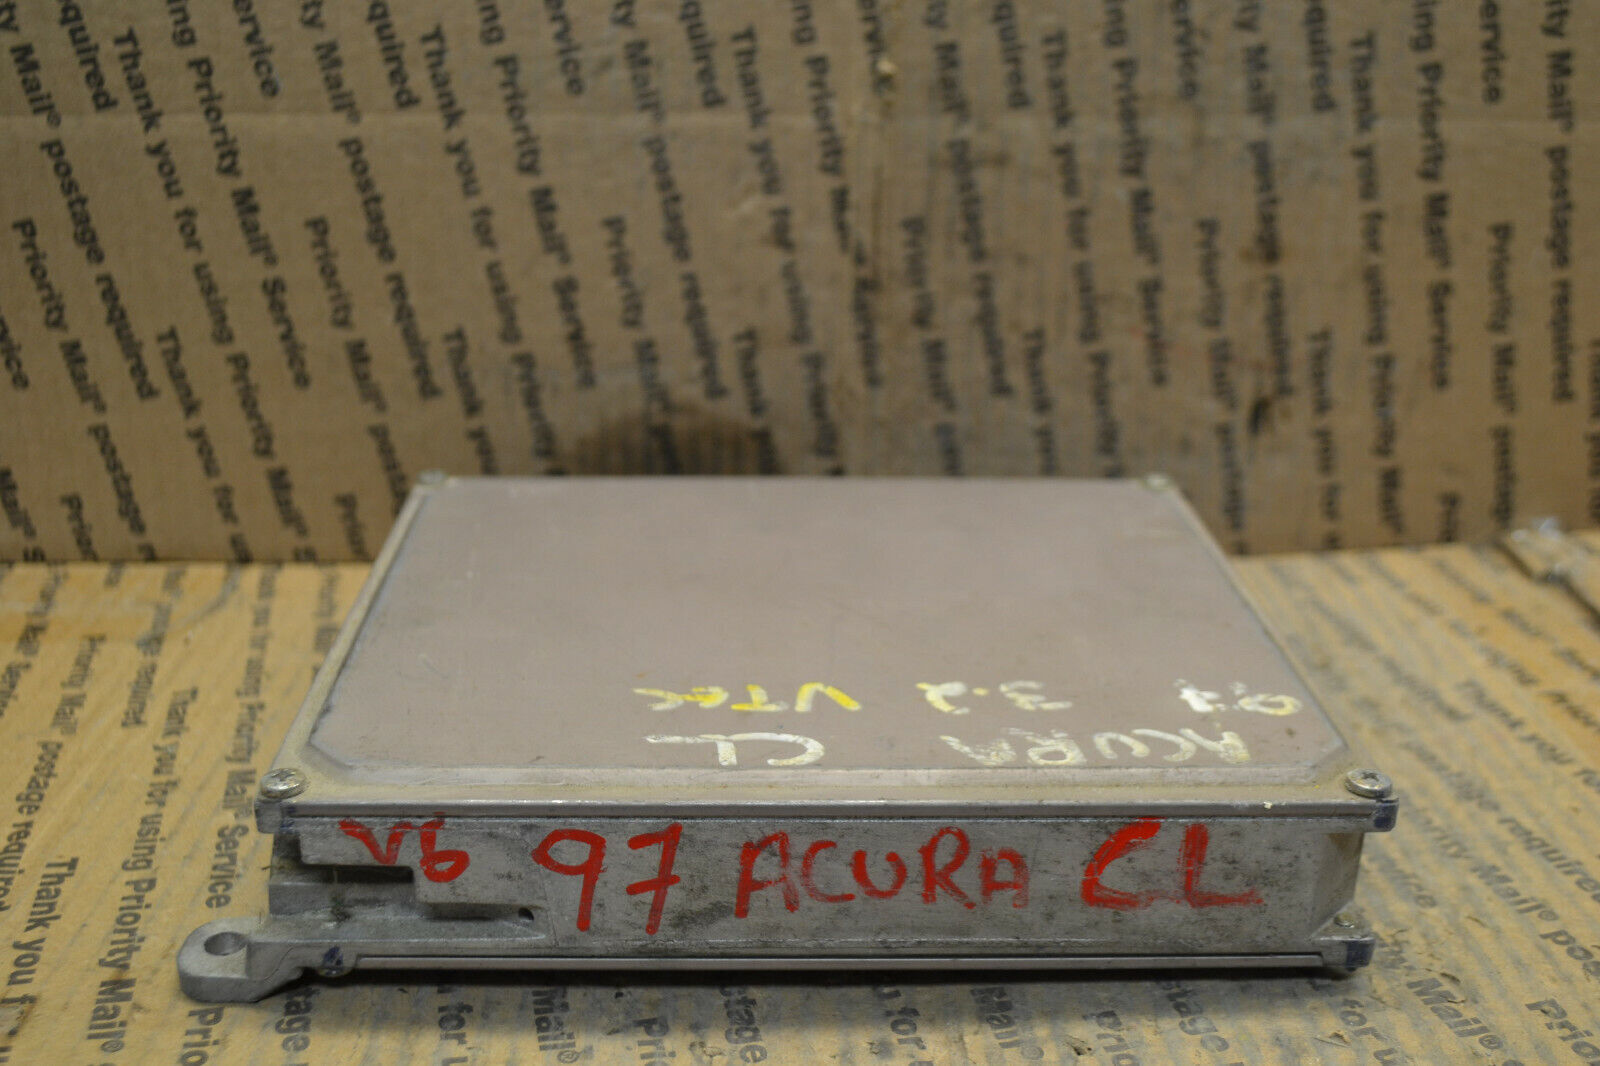 Thank you for using Priority Mail® Service
Priority Mail® postage required
97 3.2 VTEC
ACURA CL
V6 97 ACURA CL